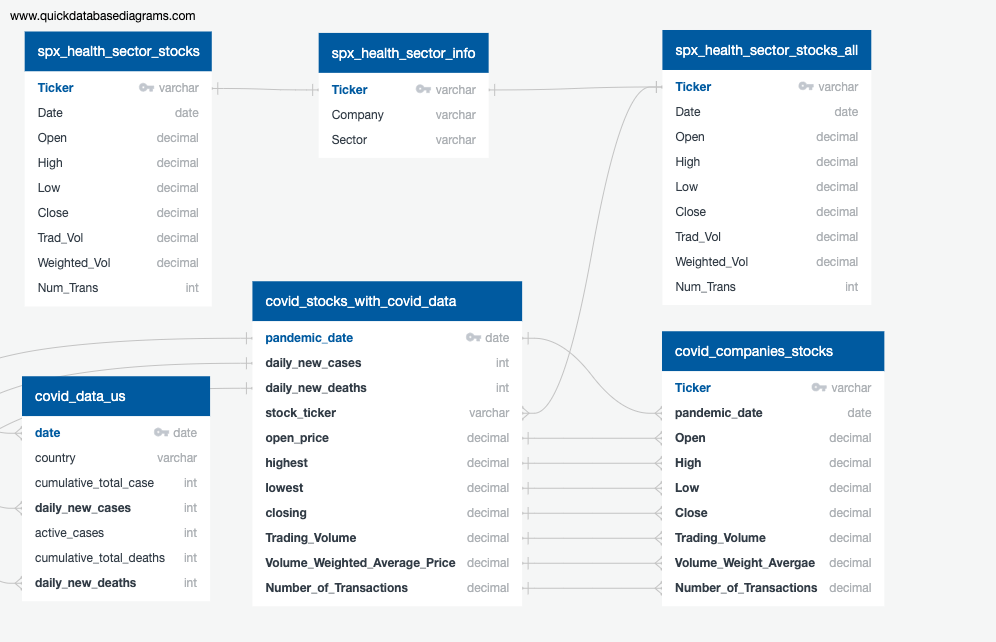 www.quickdatabasediagrams.com
spx_health_sector_stocks
Ticker varchar
Date date
Open decimal
High decimal
Low decimal
Close decimal
Trad_Vol decimal
Weighted_Vol decimal
Num_Trans int
spx_health_sector_info
Ticker varchar
Company varchar
Sector varchar
spx_health_sector_stocks_all
Ticker varchar
Date date
Open decimal
High decimal
Low decimal
Close decimal
Trad_Vol decimal
Weighted_Vol decimal
Num_Trans int
covid_stocks_with_covid_data
pandemic_date date
daily_new_cases int
daily_new_deaths int
stock_ticker varchar
open_price decimal
highest decimal
lowest decimal
closing decimal
Trading_Volume decimal
Volume_Weighted_Average_Price decimal
Number_of_Transactions decimal
covid_data_us
date date
country varchar
cumulative_total_case int
daily_new_cases int
active_cases int
cumulative_total_deaths int
daily_new_deaths int
covid_companies_stocks
Ticker varchar
pandemic_date date
Open decimal
High decimal
Low decimal
Close decimal
Trading_Volume decimal
Volume_Weight_Avergae decimal
Number_of_Transactions decimal